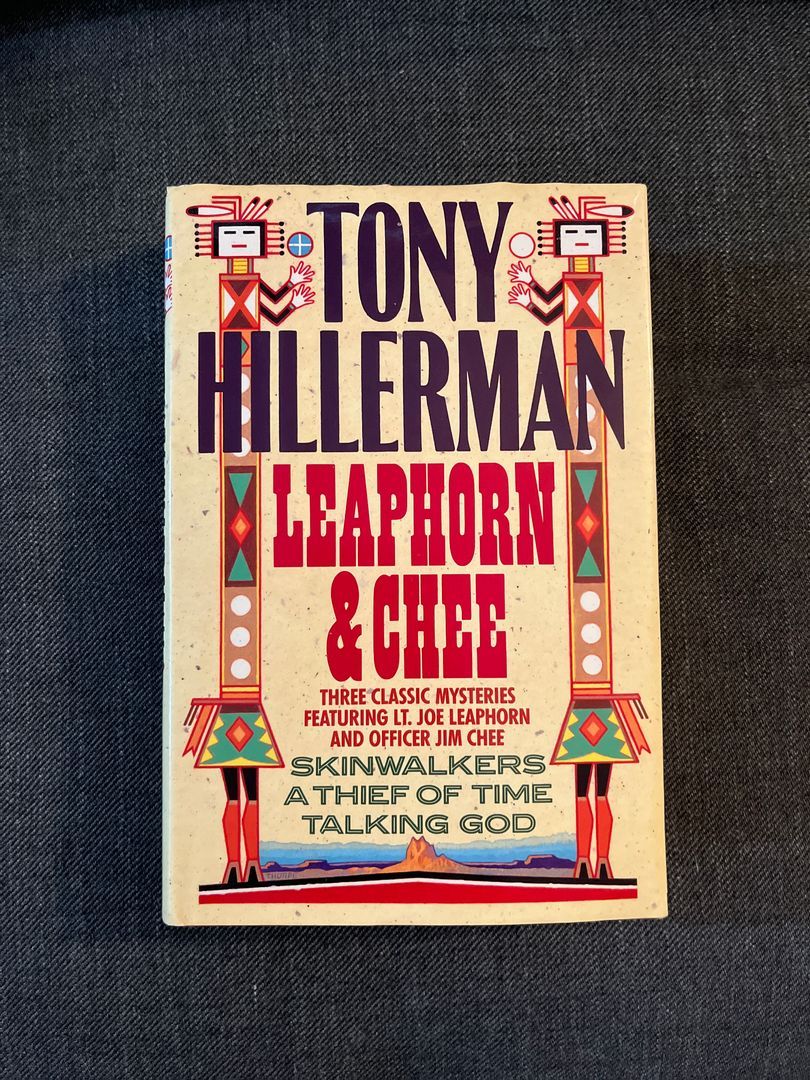 TONY
HILLERMAN
LEAPHORN
& CHEE
THREE CLASSIC MYSTERIES
FEATURING LT. JOE LEAPHORN
AND OFFICER JIM CHEE
SKINWALKERS
A THIEF OF TIME
TALKING GOD
THORPE